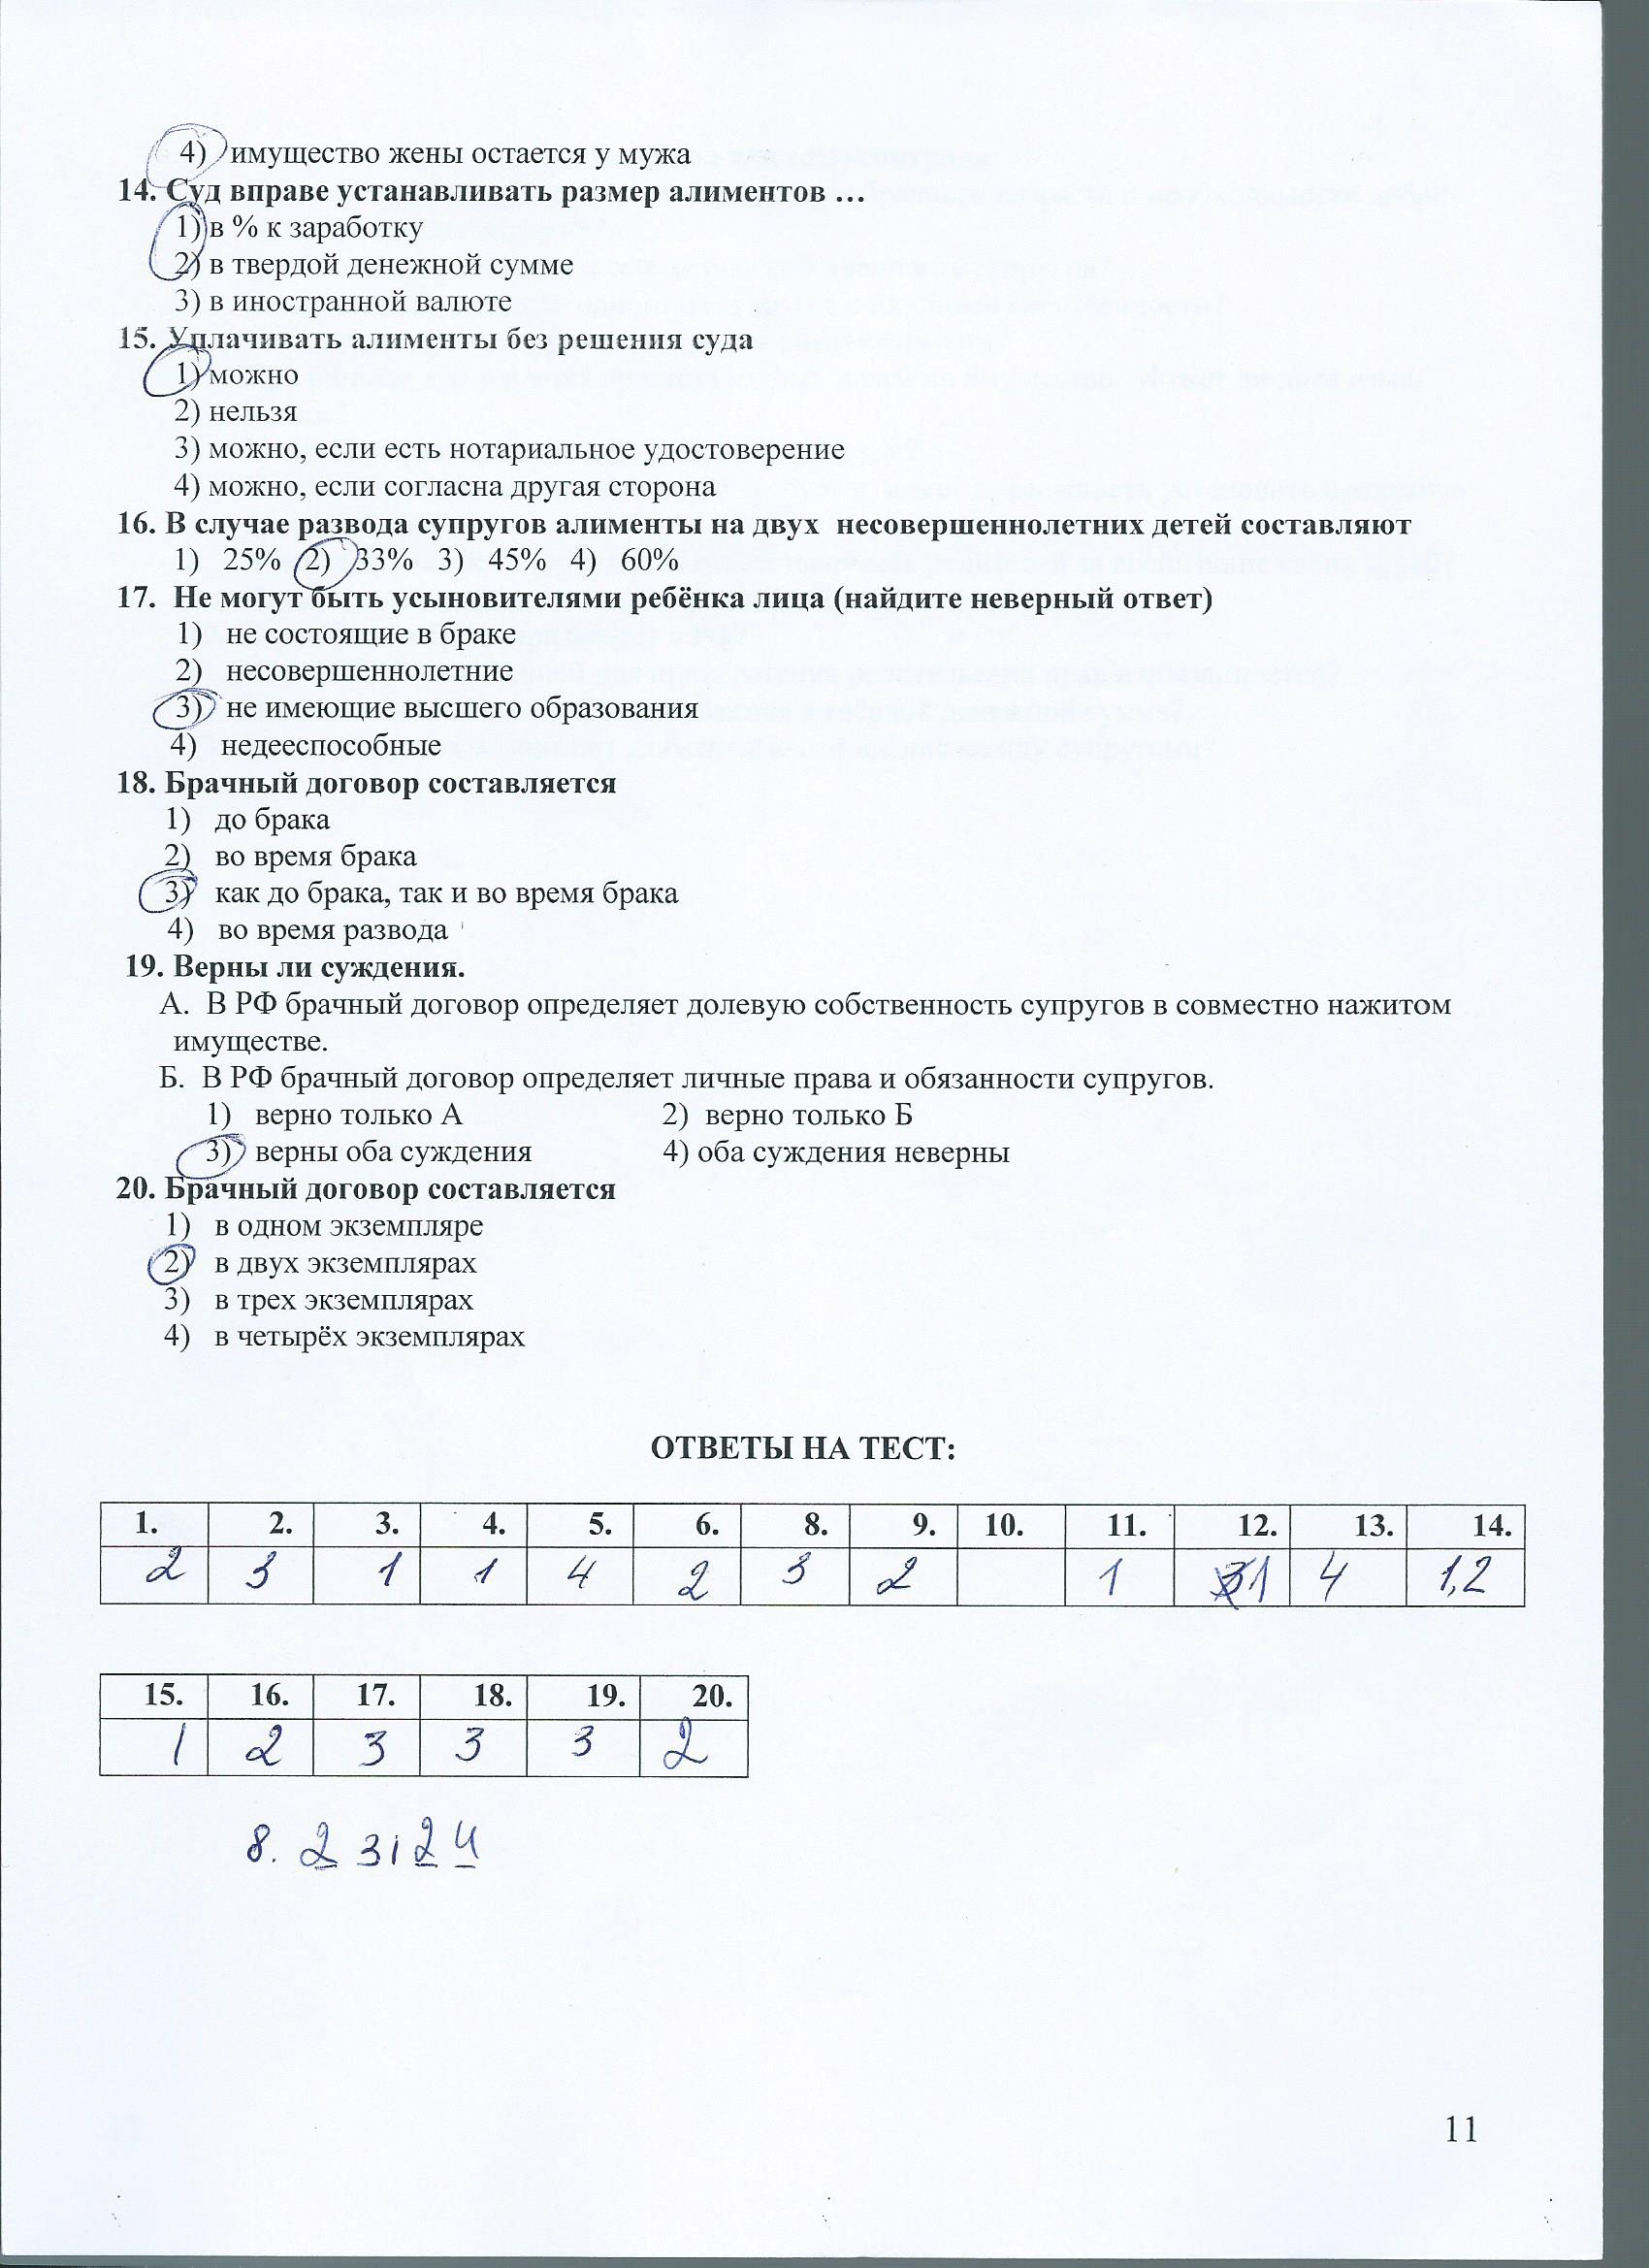 4) имущество жены остается у мужа
14. Суд вправе устанавливать размер алиментов ...
1) в % к заработку
2) в твердой денежной сумме
3) в иностранной валюте
15. Уплачивать алименты без решения суда
1) можно
2) нельзя
3) можно, если есть нотариальное удостоверение
4) можно, если согласна другая сторона
16. В случае развода супругов алименты на двух несовершеннолетних детей составляют
1) 25% 2) 33% 3) 45% 4) 60%
17. Не могут быть усыновителями ребёнка лица (найдите неверный ответ)
1) не состоящие в браке
2) несовершеннолетние
3) не имеющие высшего образования
4) недееспособные
18. Брачный договор составляется
1) до брака
2) во время брака
3) как до брака, так и во время брака
4) во время развода
19. Верны ли суждения.
А. В РФ брачный договор определяет долевую собственность супругов в совместно нажитом
имуществе.
Б. В РФ брачный договор определяет личные права и обязанности супругов.
1) верно только А 2) верно только Б
3) верны оба суждения 4) оба суждения неверны
20. Брачный договор составляется
1) в одном экземпляре
2) в двух экземплярах
3) в трех экземплярах
4) в четырёх экземплярах
ОТВЕТЫ НА ТЕСТ:
1. 2. 3. 4. 5. 6. 8. 9. 10. 11. 12. 13. 14.
2 3 1 1 4 2 3 2 1 31 4 1,2
15. 16. 17. 18. 19. 20.
1 2 3 3 3 2
8. 2 3 1 2 4
11